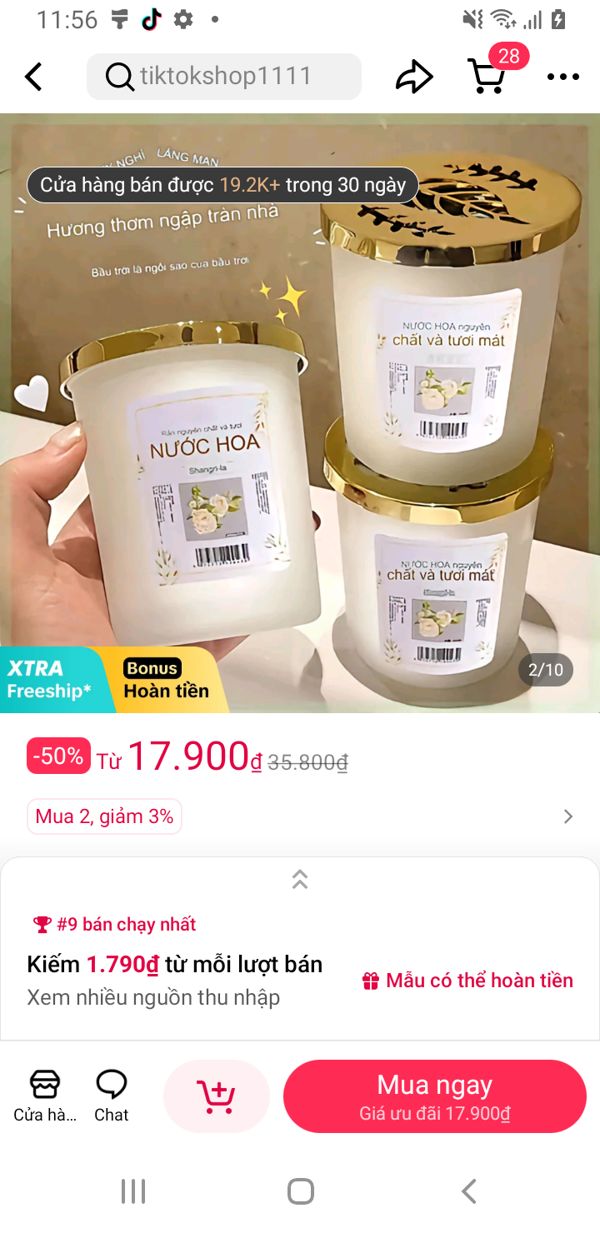 11:56
28
tiktokshop1111
NGHỈ LÃNG MẠN
Cửa hàng bán được 19.2K+ trong 30 ngày
Hương thơm ngập tràn nhà
Bầu trời là ngôi sao của bầu trời
NƯỚC HOA nguyên
chất và tươi mát
NƯỚC HOA
Shangri-la
NƯỚC HOA nguyên
chất và tươi mát
Shangri-la
XTRA
Freeship*
Bonus
Hoàn tiền
2/10
-50% Từ 17.900₫ 35.800₫
Mua 2, giảm 3%
#9 bán chạy nhất
Kiếm 1.790₫ từ mỗi lượt bán
Xem nhiều nguồn thu nhập
Mẫu có thể hoàn tiền
Cửa hà...
Chat
Mua ngay
Giá ưu đãi 17.900₫